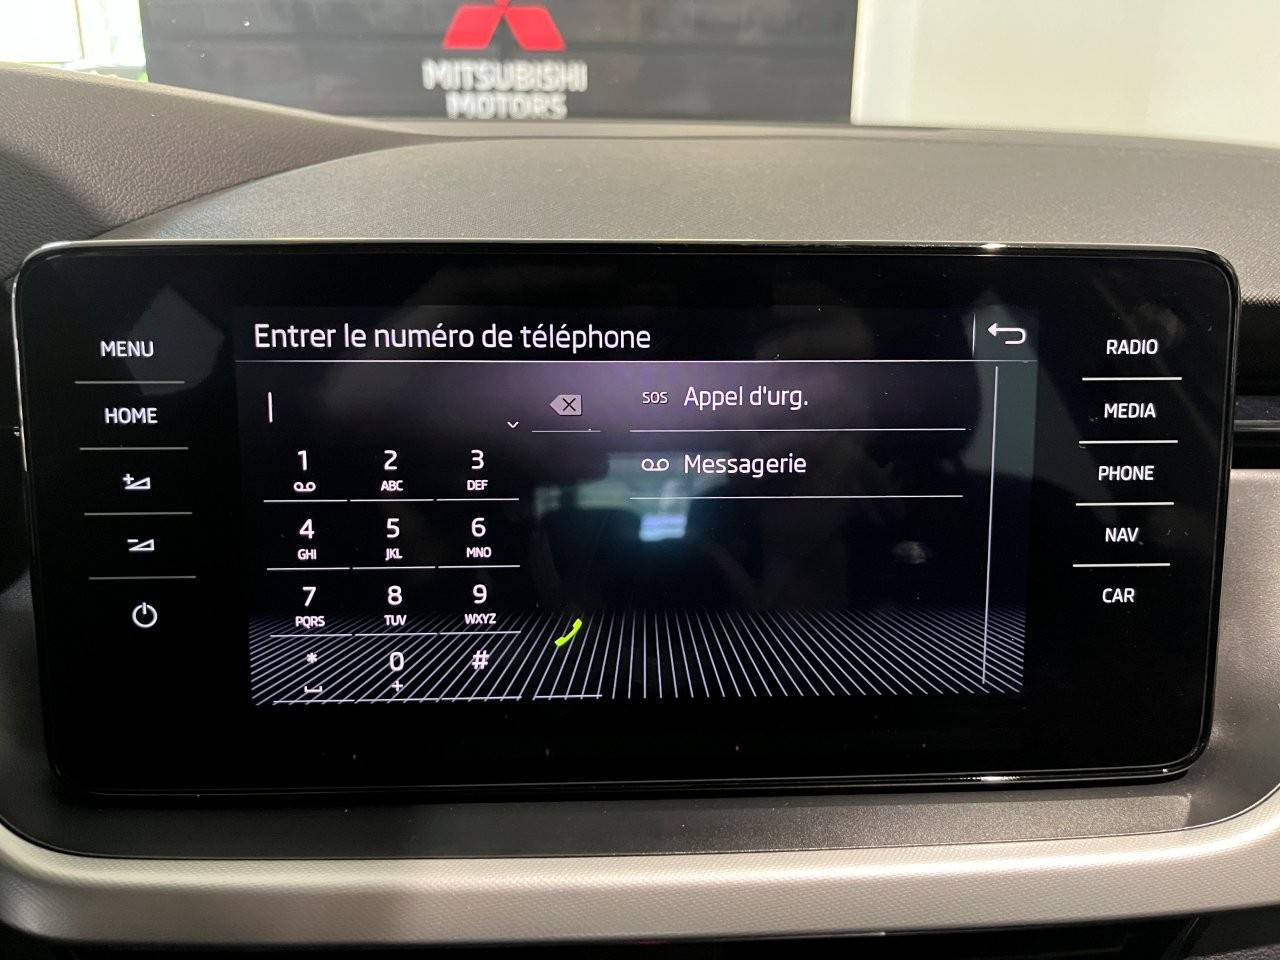 MITSUBISHI
MOTORS
Entrer le numéro de téléphone
MENU
HOME
RADIO
MEDIA
PHONE
NAV
CAR
SOS Appel d'urg.
Messagerie
1 2 3
ABC DEF
4 5 6
GHI JKL MNO
7 8 9
PQRS TUV WXYZ
* 0 #
+